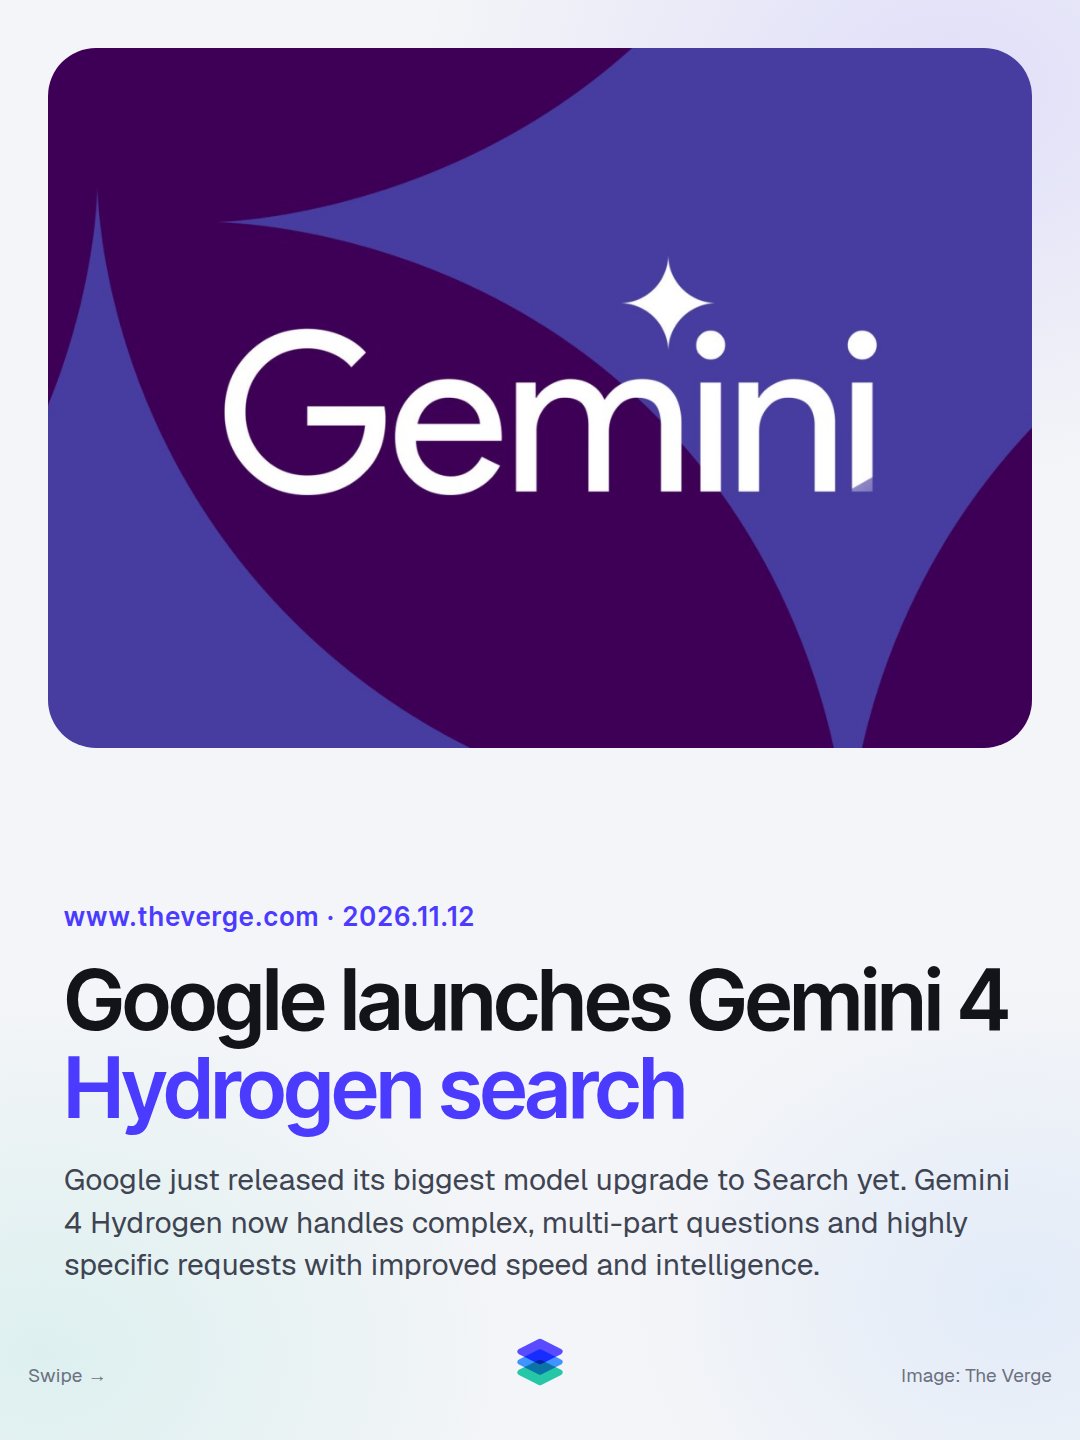 Gemini
www.theverge.com · 2026.11.12
Google launches Gemini 4
Hydrogen search
Google just released its biggest model upgrade to Search yet. Gemini
4 Hydrogen now handles complex, multi-part questions and highly
specific requests with improved speed and intelligence.
Swipe →
Image: The Verge